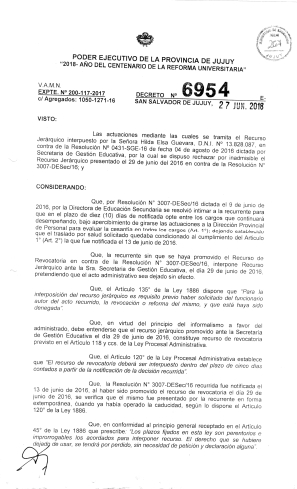 PODER EJECUTIVO DE LA PROVINCIA DE JUJUY
"2018- AÑO DEL CENTENARIO DE LA REFORMA UNIVERSITARIA"
V.A.M.N.
EXPTE. Nº 200-117-2017
c/ Agregados: 1050-1271-16
DECRETO Nº 6954 E-
SAN SALVADOR DE JUJUY, 27 JUN. 2018
VISTO:
Las actuaciones mediante las cuales se tramita el Recurso
Jerárquico interpuesto por la Señora Hilda Elsa Guevara, D.N.I. Nº 13.828.087, en
contra de la Resolución Nº 0431-SGE-16 de fecha 04 de agosto de 2016 dictada por
Secretaria de Gestión Educativa, por la cual se dispuso rechazar por inadmisible el
Recurso Jerárquico presentado el 29 de junio del 2016 en contra de la Resolución Nº
3007-DESec/16; y
CONSIDERANDO:
Que, por Resolución Nº 3007-DESec/16 dictada el 9 de junio de
2016, por la Directora de Educación Secundaria se resolvió intimar a la recurrente para
que en el plazo de diez (10) días de notificada opte entre los cargos que continuará
desempeñando, bajo apercibimiento de girarse las actuaciones a la Dirección Provincial
de Personal para evaluar la cesantía en todos los cargos (Art. 1º); dejando establecido
que el traslado por salud solicitado quedaba condicionado al cumplimiento del Artículo
1º (Art. 2º) la que fue notificada el 13 de junio de 2016.
Que, la recurrente sin que se haya promovido el Recurso de
Revocatoria en contra de la Resolución Nº 3007-DESec/16, interpone Recurso
Jerárquico ante la Sra. Secretaria de Gestión Educativa, el día 29 de junio de 2016,
pretendiendo que el acto administrativo sea dejado sin efecto.
Que, el Artículo 135º de la Ley 1886 dispone que "Para la
interposición del recurso jerárquico es requisito previo haber solicitado del funcionario
autor del acto recurrido, la revocación o reforma del mismo, y que esta haya sido
denegada".
Que, en virtud del principio del informalismo a favor del
administrado, debe entenderse que el recurso jerárquico promovido ante la Secretaría
de Gestión Educativa el día 29 de junio de 2016, constituye recurso de revocatoria
previsto en el Artículo 118 y ccs. de la Ley Procesal Administrativa.
Que, el Artículo 120º de la Ley Procesal Administrativa establece
que "El recurso de revocatoria deberá ser interpuesto dentro del plazo de cinco días
contados a partir de la notificación de la decisión recurrida".
Que, la Resolución Nº 3007-DESec/16 recurrida fue notificada el
13 de junio de 2016, al haber sido promovido el recurso de revocatoria el día 29 de
junio de 2016, se verifica que el mismo fue presentado por la recurrente en forma
extemporánea, cuando ya había operado la caducidad, según lo dispone el Artículo
120º de la Ley 1886.
Que, en conformidad al principio general receptado en el Artículo
45º de la Ley 1886 que prescribe: "Los plazos fijados en esta ley son perentorios e
improrrogables los acordados para interponer recurso. El derecho que se hubiere
dejado de usar, se tendrá por perdido, sin necesidad de petición y declaración alguna".